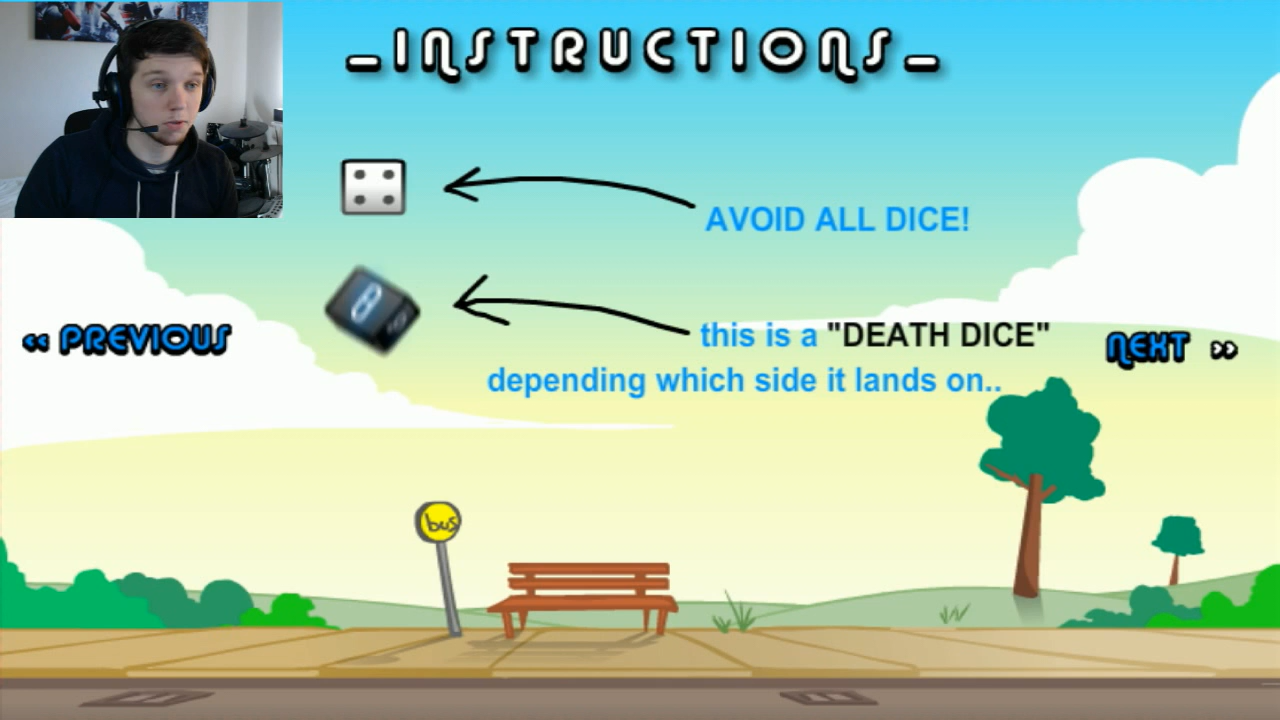 _INSTRUCTIONS_
AVOID ALL DICE!
this is a "DEATH DICE"
depending which side it lands on..
« PREVIOUS
NEXT »
bus